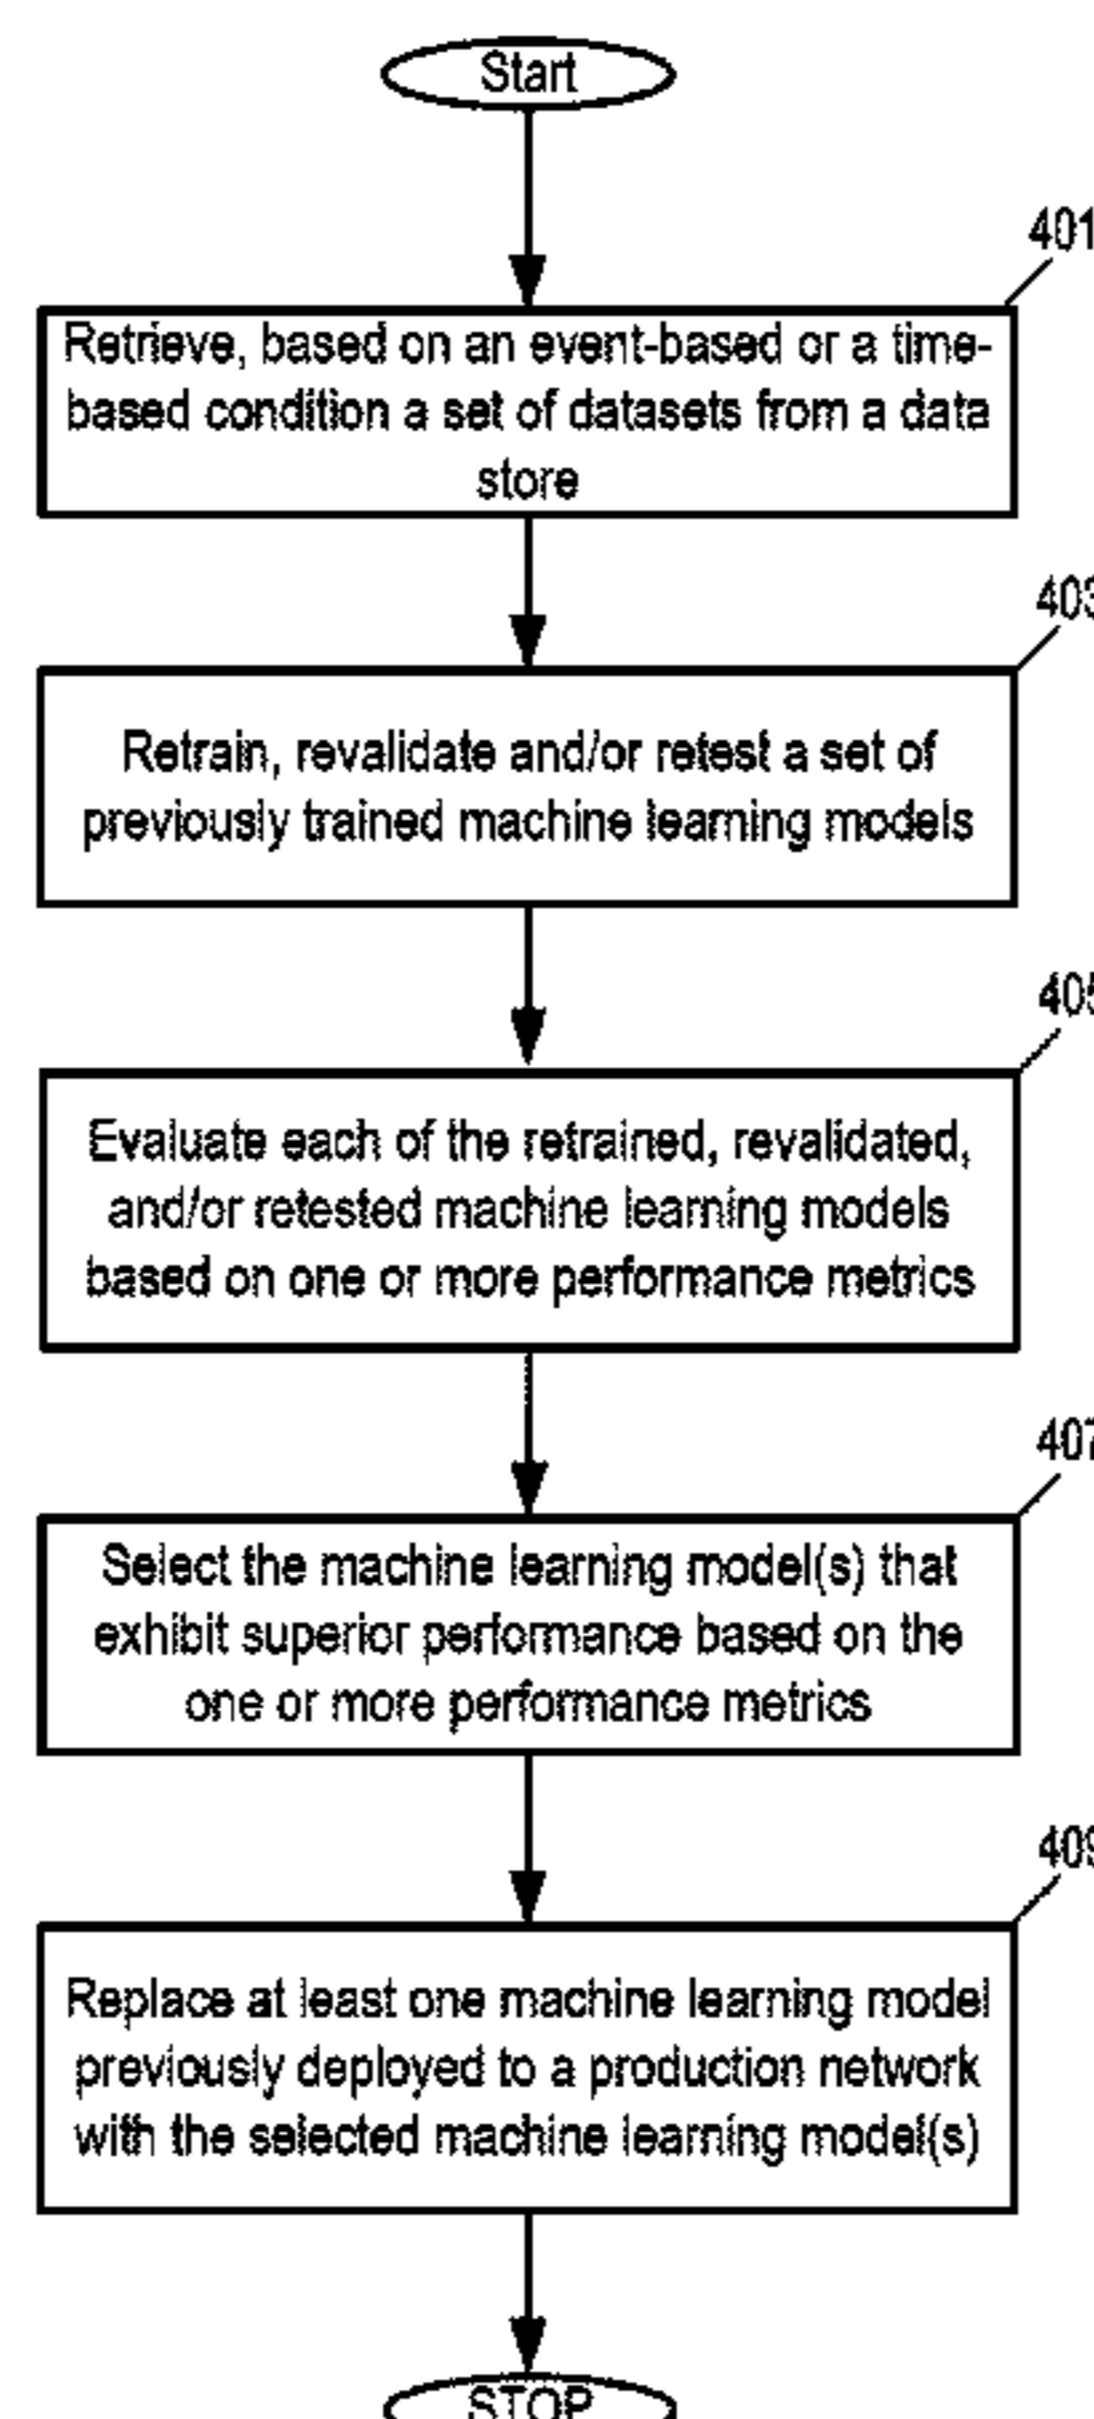 Start
401
Retrieve, based on an event-based or a time-
based condition a set of datasets from a data
store
403
Retrain, revalidate and/or retest a set of
previously trained machine learning models
405
Evaluate each of the retrained, revalidated,
and/or retested machine learning models
based on one or more performance metrics
407
Select the machine learning model(s) that
exhibit superior performance based on the
one or more performance metrics
409
Replace at least one machine learning model
previously deployed to a production network
with the selected machine learning model(s)
STOP